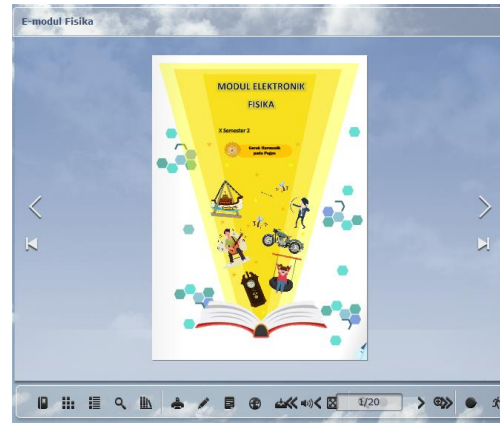 E-modul Fisika
MODUL ELEKTRONIK
FISIKA
X Semester 2
Gerak Harmonik
pada Pegas
1/20